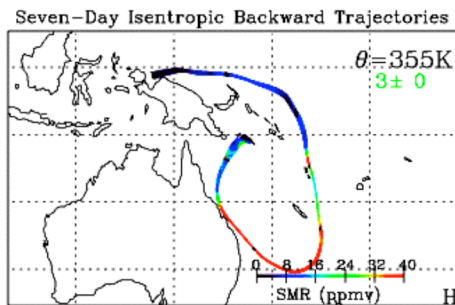 Seven-Day Isentropic Backward Trajectories
θ=355K
3± 0
0 8 16 24 32 40
SMR (ppmv)
H